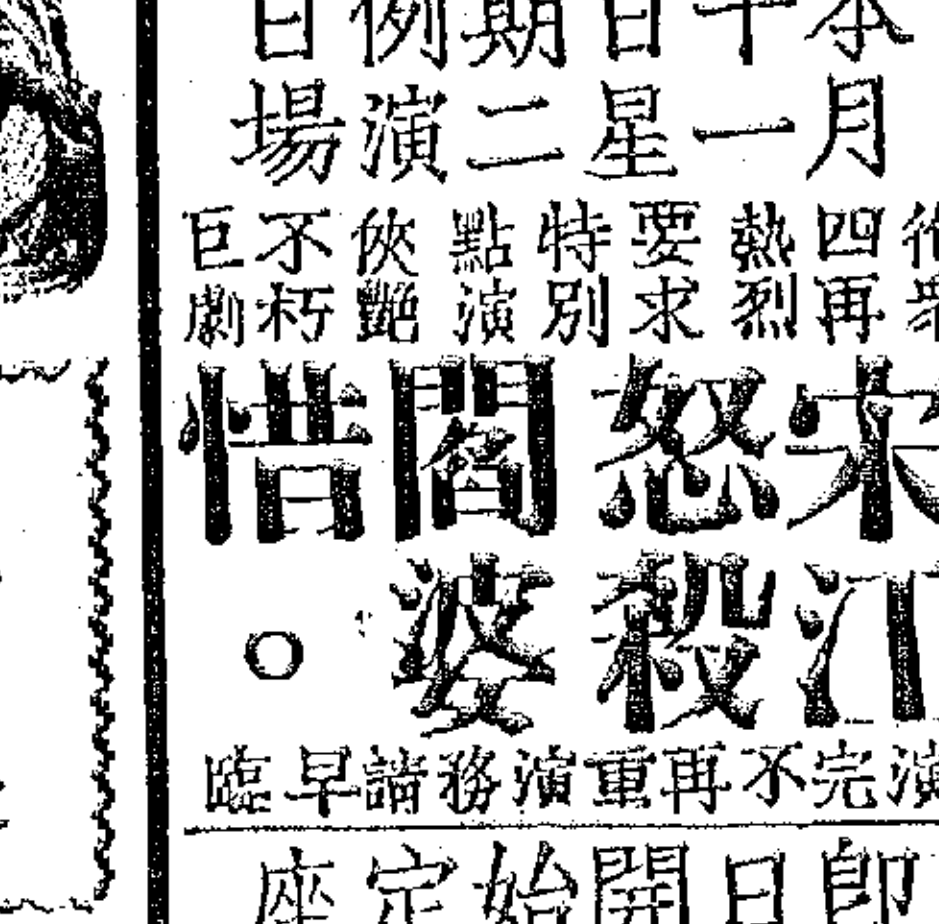 本月十一日星期二例演日場
四再熱烈要求特別點演俠艷不朽巨劇
宋江怒殺閻婆惜。
演完不再重演務請早臨
即日開始定座